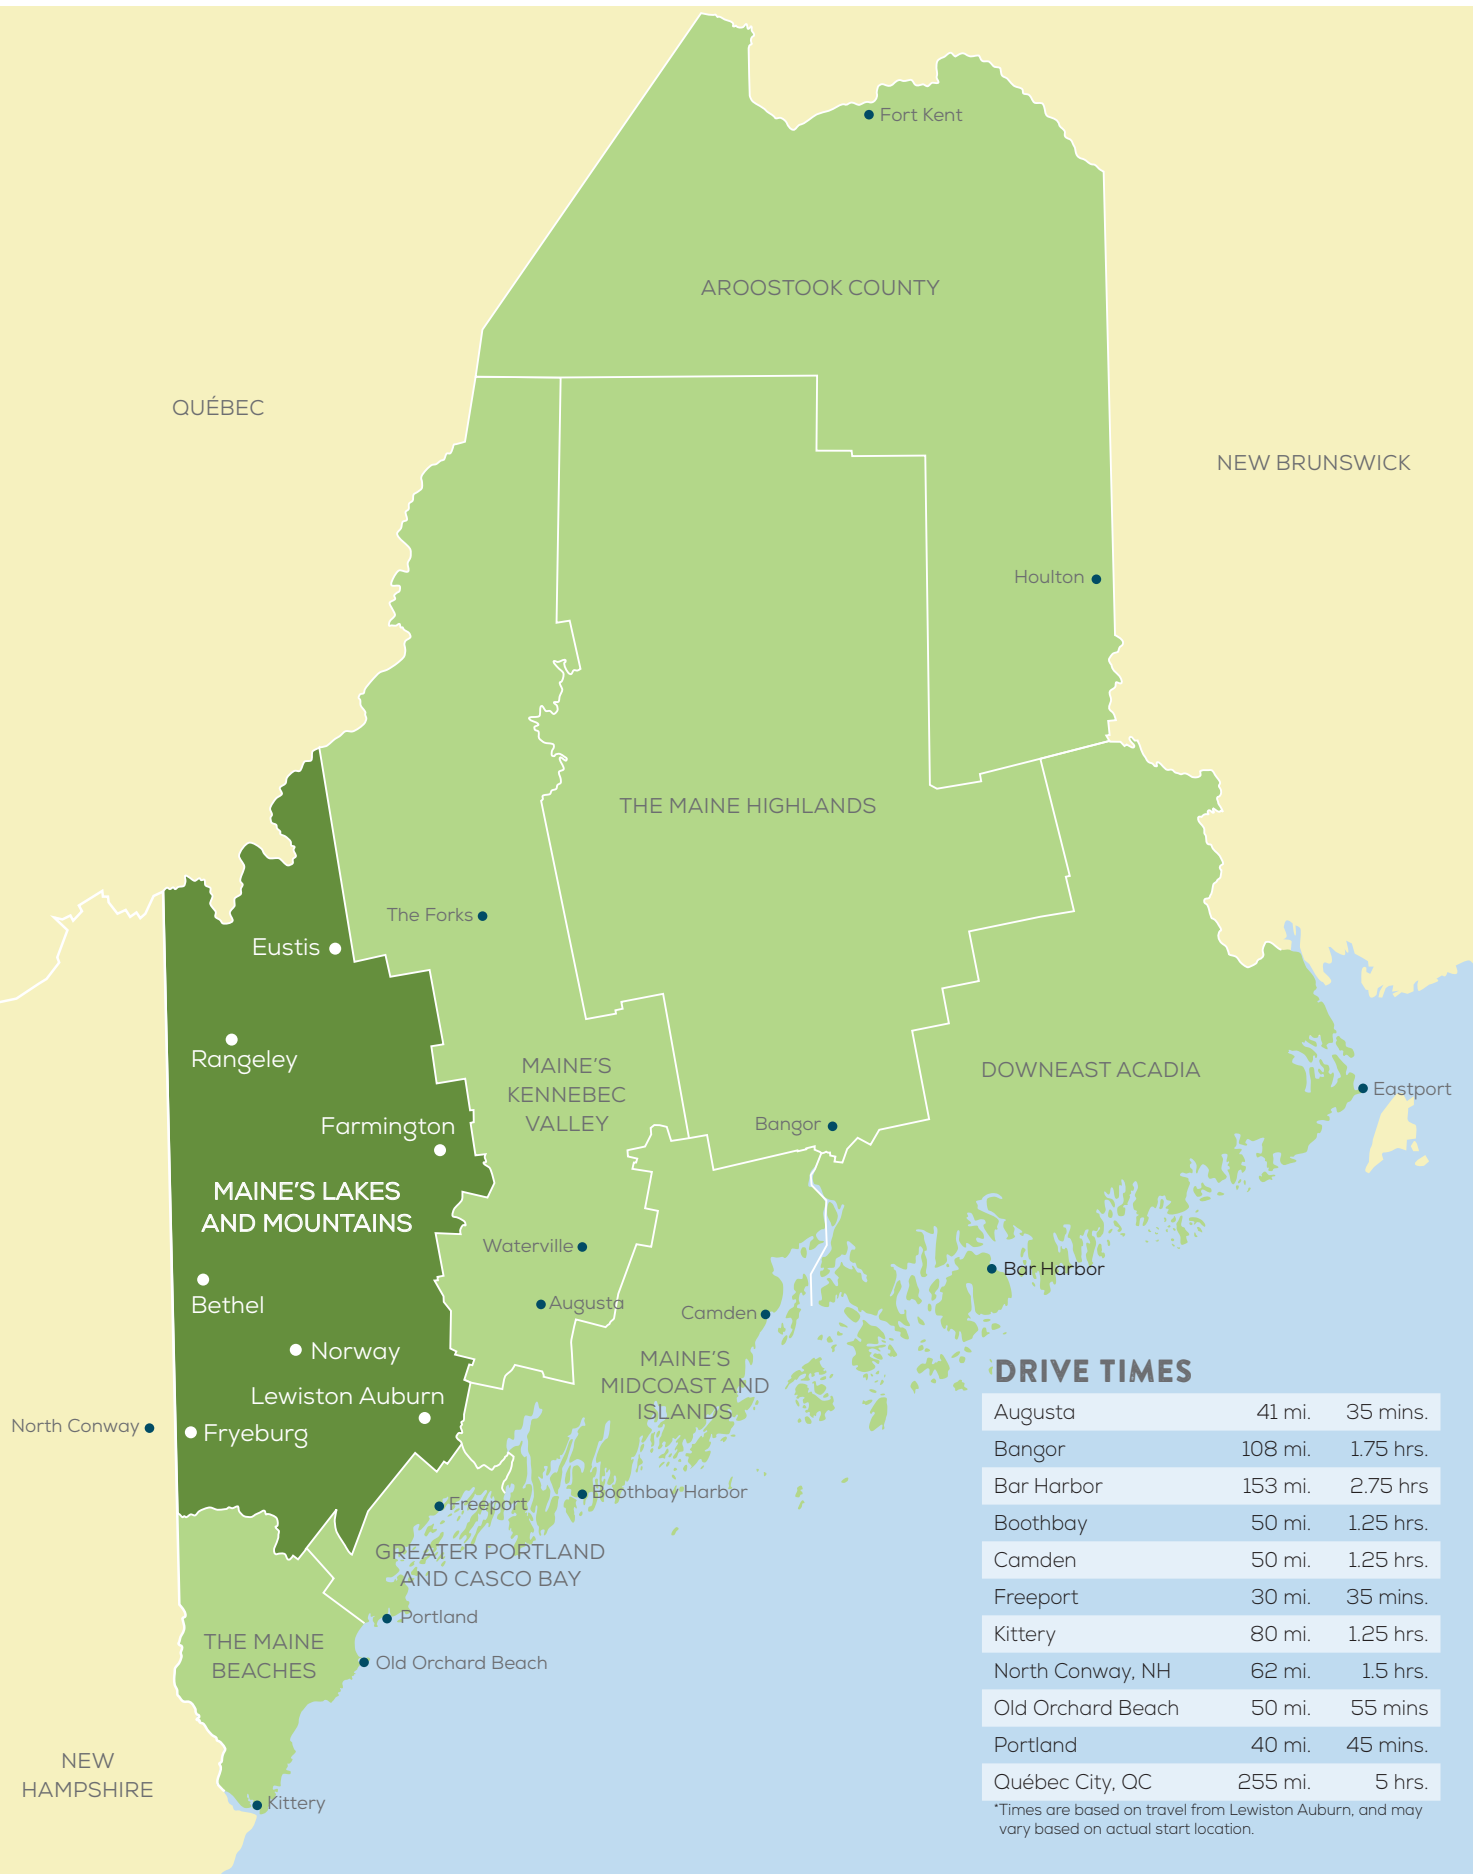 Fort Kent
AROOSTOOK COUNTY
QUÉBEC
NEW BRUNSWICK
Houlton
THE MAINE HIGHLANDS
The Forks
Eustis
Rangeley
MAINE'S
KENNEBEC
VALLEY
DOWNEAST ACADIA
Eastport
Farmington
Bangor
MAINE'S LAKES
AND MOUNTAINS
Waterville
Bar Harbor
Bethel
Augusta
Camden
Norway
MAINE'S
MIDCOAST AND
ISLANDS
Lewiston Auburn
North Conway
Fryeburg
Boothbay Harbor
Freeport
GREATER PORTLAND
AND CASCO BAY
Portland
THE MAINE
BEACHES
Old Orchard Beach
NEW
HAMPSHIRE
Kittery
DRIVE TIMES
Augusta 41 mi. 35 mins.
Bangor 108 mi. 1.75 hrs.
Bar Harbor 153 mi. 2.75 hrs
Boothbay 50 mi. 1.25 hrs.
Camden 50 mi. 1.25 hrs.
Freeport 30 mi. 35 mins.
Kittery 80 mi. 1.25 hrs.
North Conway, NH 62 mi. 1.5 hrs.
Old Orchard Beach 50 mi. 55 mins
Portland 40 mi. 45 mins.
Québec City, QC 255 mi. 5 hrs.
*Times are based on travel from Lewiston Auburn, and may
vary based on actual start location.